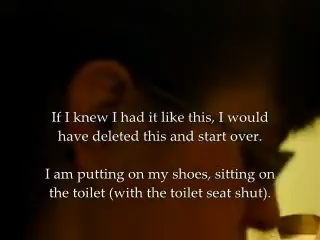 If I knew I had it like this, I would
have deleted this and start over.
I am putting on my shoes, sitting on
the toilet (with the toilet seat shut).